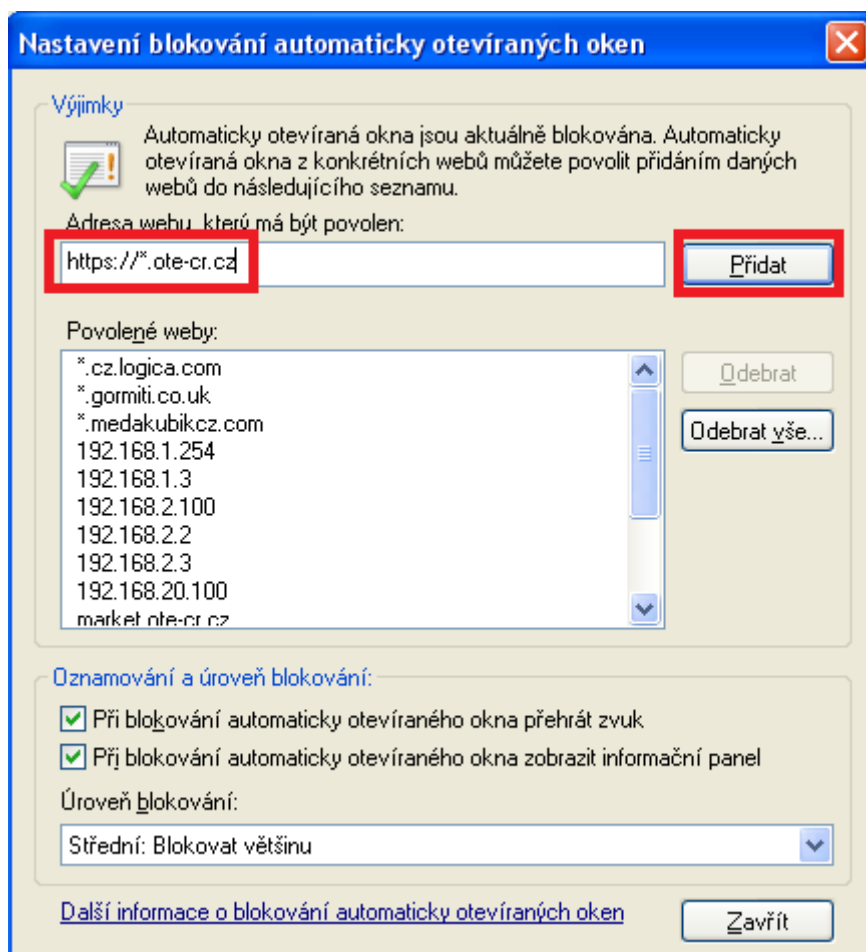 Nastavení blokování automaticky otevíraných oken
Výjimky
Automaticky otevíraná okna jsou aktuálně blokována. Automaticky
otevíraná okna z konkrétních webů můžete povolit přidáním daných
webů do následujícího seznamu.
Adresa webu, který má být povolen:
https://*.ote-cr.cz
Přidat
Povolené weby:
*.cz.logica.com
*.gormiti.co.uk
*.medakubikcz.com
192.168.1.254
192.168.1.3
192.168.2.100
192.168.2.2
192.168.2.3
192.168.20.100
market.ote-cr.cz
Odebrat
Odebrat vše...
Oznamování a úroveň blokování:
Při blokování automaticky otevíraného okna přehrát zvuk
Při blokování automaticky otevíraného okna zobrazit informační panel
Úroveň blokování:
Střední: Blokovat většinu
Další informace o blokování automaticky otevíraných oken
Zavřít